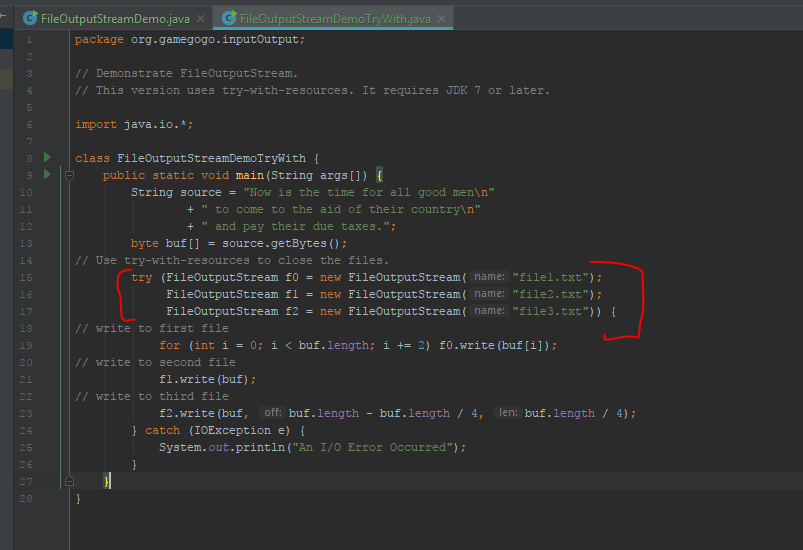 FileOutputStreamDemo.java × FileOutputStreamDemoTryWith.java ×
1 package org.gamegogo.inputOutput;
2
3 // Demonstrate FileOutputStream.
4 // This version uses try-with-resources. It requires JDK 7 or later.
5
6 import java.io.*;
7
8 class FileOutputStreamDemoTryWith {
9 public static void main(String args[]) {
10 String source = "Now is the time for all good men\n"
11 + " to come to the aid of their country\n"
12 + " and pay their due taxes.";
13 byte buf[] = source.getBytes();
14 // Use try-with-resources to close the files.
15 try (FileOutputStream f0 = new FileOutputStream( name: "file1.txt");
16 FileOutputStream f1 = new FileOutputStream( name: "file2.txt");
17 FileOutputStream f2 = new FileOutputStream( name: "file3.txt")) {
18 // write to first file
19 for (int i = 0; i < buf.length; i += 2) f0.write(buf[i]);
20 // write to second file
21 f1.write(buf);
22 // write to third file
23 f2.write(buf, off: buf.length - buf.length / 4, len: buf.length / 4);
24 } catch (IOException e) {
25 System.out.println("An I/O Error Occurred");
26 }
27 }
28 }